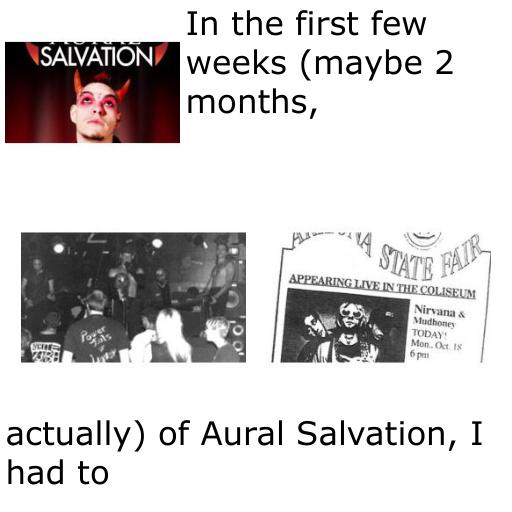 In the first few
SALVATION
weeks (maybe 2
months,
STATE FAIR
APPEARING LIVE IN THE COLISEUM
Nirvana &
Mudhoney
TODAY!
Mon. Oct. 18
6 pm
Power
actually) of Aural Salvation, I
had to